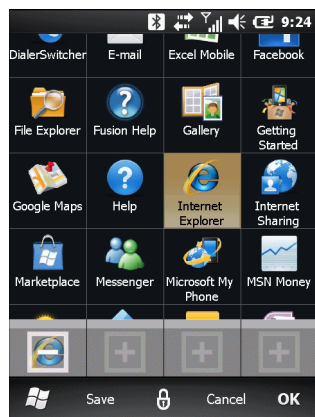 9:24
DialerSwitcher E-mail Excel Mobile Facebook
File Explorer Fusion Help Gallery Getting
Started
Google Maps Help Internet Internet
Explorer Sharing
Marketplace Messenger Microsoft My MSN Money
Phone
Save Cancel OK